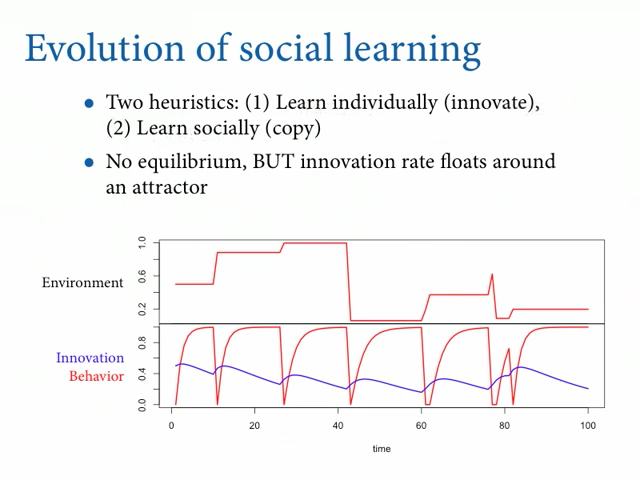 Evolution of social learning
● Two heuristics: (1) Learn individually (innovate),
(2) Learn socially (copy)
● No equilibrium, BUT innovation rate floats around
an attractor
Environment
1.0
0.6
0.2
Innovation
Behavior
0.8
0.4
0.0
0 20 40 60 80 100
time